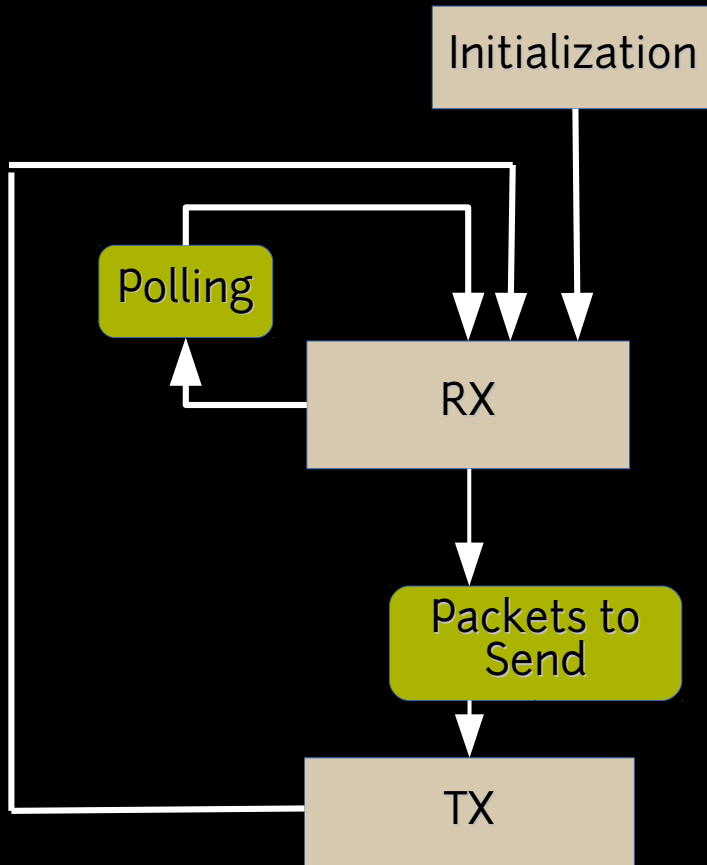 Initialization
Polling
RX
Packets to
Send
TX